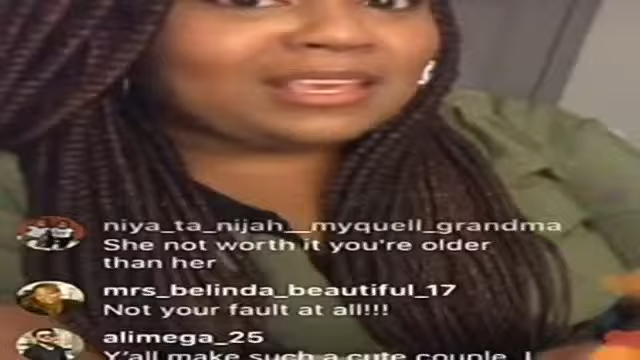 niya_ta_nijah__myquell_grandma
She not worth it you're older
than her
mrs_belinda_beautiful_17
Not your fault at all!!!
alimega_25
Y'all make such a cute couple. I